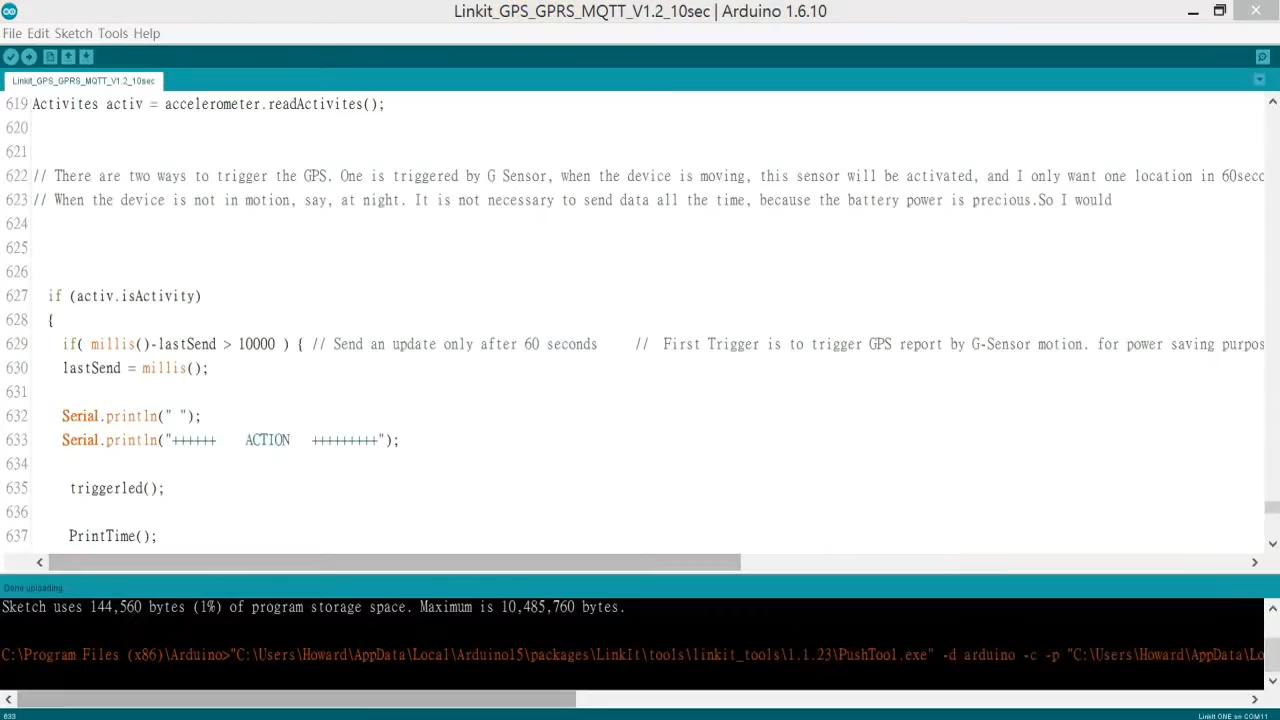 Linkit_GPS_GPRS_MQTT_V1.2_10sec | Arduino 1.6.10
File Edit Sketch Tools Help
Linkit_GPS_GPRS_MQTT_V1.2_10sec
619 Activites activ = accelerometer.readActivites();
620
621
622 // There are two ways to trigger the GPS. One is triggered by G Sensor, when the device is moving, this sensor will be activated, and I only want one location in 60seco
623 // When the device is not in motion, say, at night. It is not necessary to send data all the time, because the battery power is precious.So I would
624
625
626
627 if (activ.isActivity)
628 {
629 if( millis()-lastSend > 10000 ) { // Send an update only after 60 seconds // First Trigger is to trigger GPS report by G-Sensor motion. for power saving purpos
630 lastSend = millis();
631
632 Serial.println(" ");
633 Serial.println("++++++ ACTION +++++++++");
634
635 triggerled();
636
637 PrintTime();
Done uploading.
Sketch uses 144,560 bytes (1%) of program storage space. Maximum is 10,485,760 bytes.
C:\Program Files (x86)\Arduino>"C:\Users\Howard\AppData\Local\Arduino15\packages\LinkIt\tools\linkit_tools\1.1.23\PushTool.exe" -d arduino -c -p "C:\Users\Howard\AppData\Lo
633
LinkIt ONE on COM11